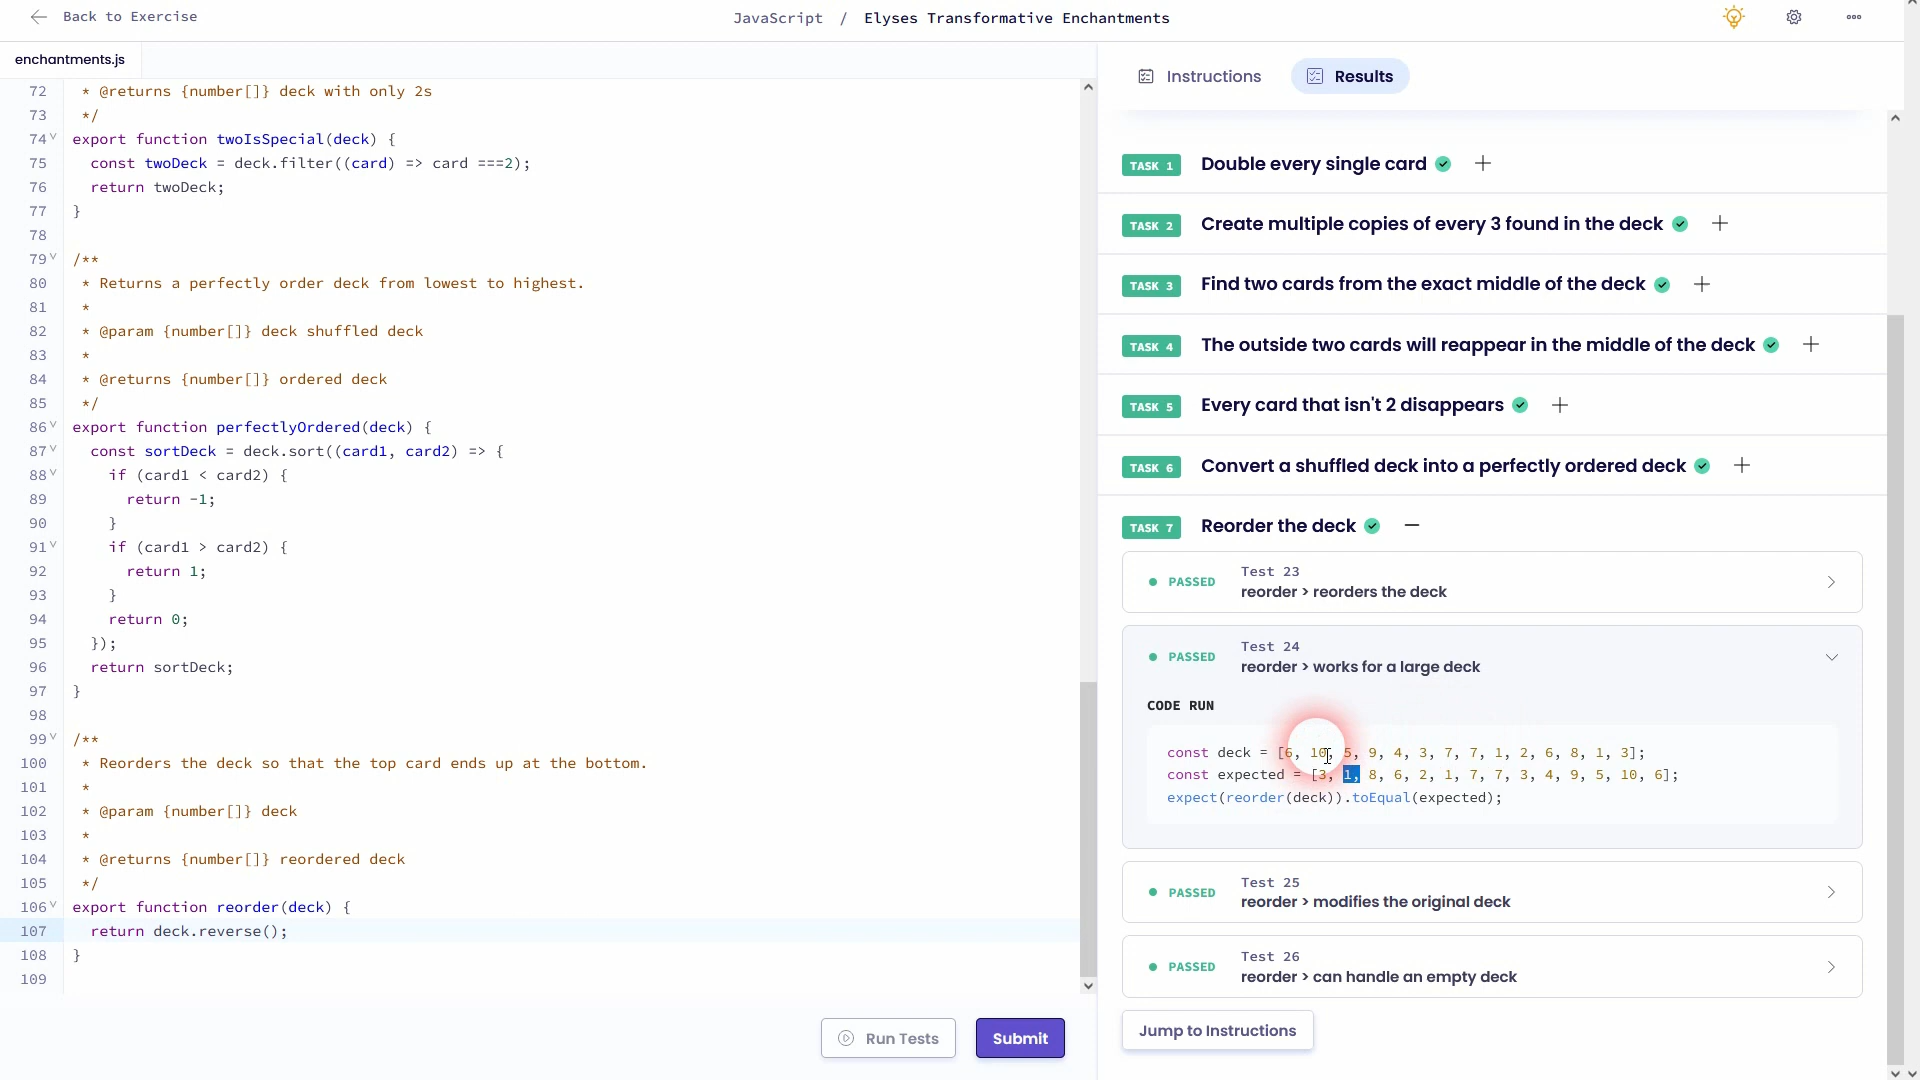 Back to Exercise
JavaScript / Elyses Transformative Enchantments
enchantments.js
72 * @returns {number[]} deck with only 2s
73 */
74 export function twoIsSpecial(deck) {
75 const twoDeck = deck.filter((card) => card ===2);
76 return twoDeck;
77 }
78
79 /**
80 * Returns a perfectly order deck from lowest to highest.
81 *
82 * @param {number[]} deck shuffled deck
83 *
84 * @returns {number[]} ordered deck
85 */
86 export function perfectlyOrdered(deck) {
87 const sortDeck = deck.sort((card1, card2) => {
88 if (card1 < card2) {
89 return -1;
90 }
91 if (card1 > card2) {
92 return 1;
93 }
94 return 0;
95 });
96 return sortDeck;
97 }
98
99 /**
100 * Reorders the deck so that the top card ends up at the bottom.
101 *
102 * @param {number[]} deck
103 *
104 * @returns {number[]} reordered deck
105 */
106 export function reorder(deck) {
107 return deck.reverse();
108 }
109
Run Tests
Submit
Instructions
Results
TASK 1 Double every single card
TASK 2 Create multiple copies of every 3 found in the deck
TASK 3 Find two cards from the exact middle of the deck
TASK 4 The outside two cards will reappear in the middle of the deck
TASK 5 Every card that isn't 2 disappears
TASK 6 Convert a shuffled deck into a perfectly ordered deck
TASK 7 Reorder the deck
Test 23
PASSED
reorder > reorders the deck
Test 24
PASSED
reorder > works for a large deck
CODE RUN
const deck = [6, 10, 5, 9, 4, 3, 7, 7, 1, 2, 6, 8, 1, 3];
const expected = [3, 1, 8, 6, 2, 1, 7, 7, 3, 4, 9, 5, 10, 6];
expect(reorder(deck)).toEqual(expected);
Test 25
PASSED
reorder > modifies the original deck
Test 26
PASSED
reorder > can handle an empty deck
Jump to Instructions